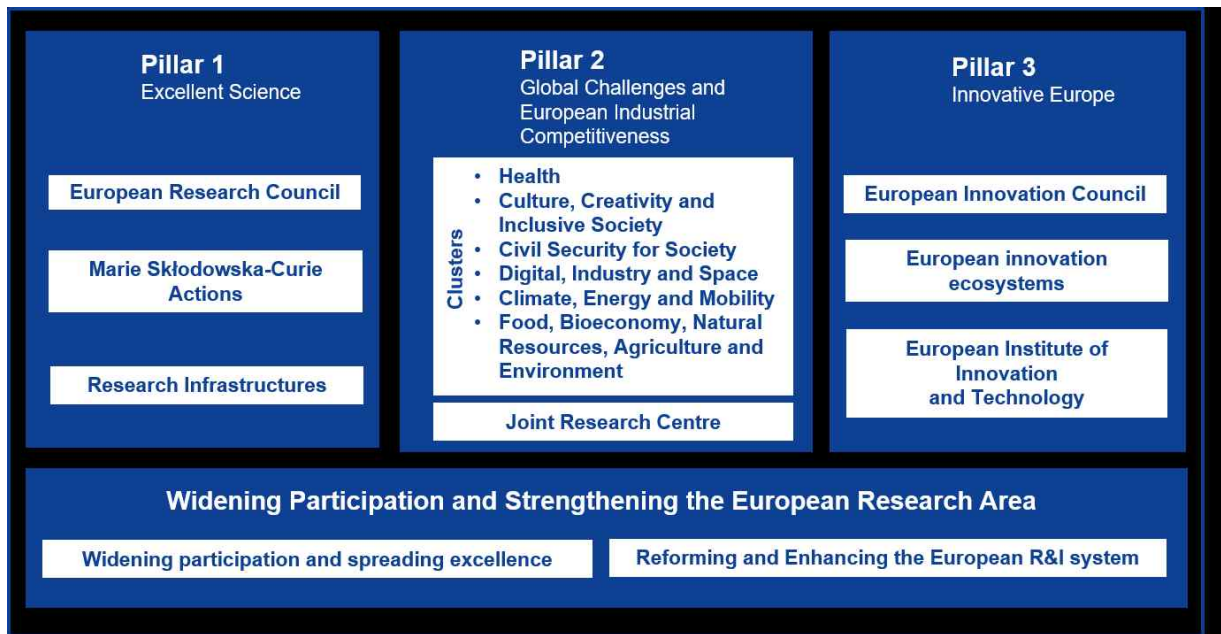 Pillar 1
Excellent Science
European Research Council
Marie Skłodowska-Curie
Actions
Research Infrastructures
Pillar 2
Global Challenges and
European Industrial
Competitiveness
Clusters
• Health
• Culture, Creativity and
Inclusive Society
• Civil Security for Society
• Digital, Industry and Space
• Climate, Energy and Mobility
• Food, Bioeconomy, Natural
Resources, Agriculture and
Environment
Joint Research Centre
Pillar 3
Innovative Europe
European Innovation Council
European innovation
ecosystems
European Institute of
Innovation
and Technology
Widening Participation and Strengthening the European Research Area
Widening participation and spreading excellence
Reforming and Enhancing the European R&I system